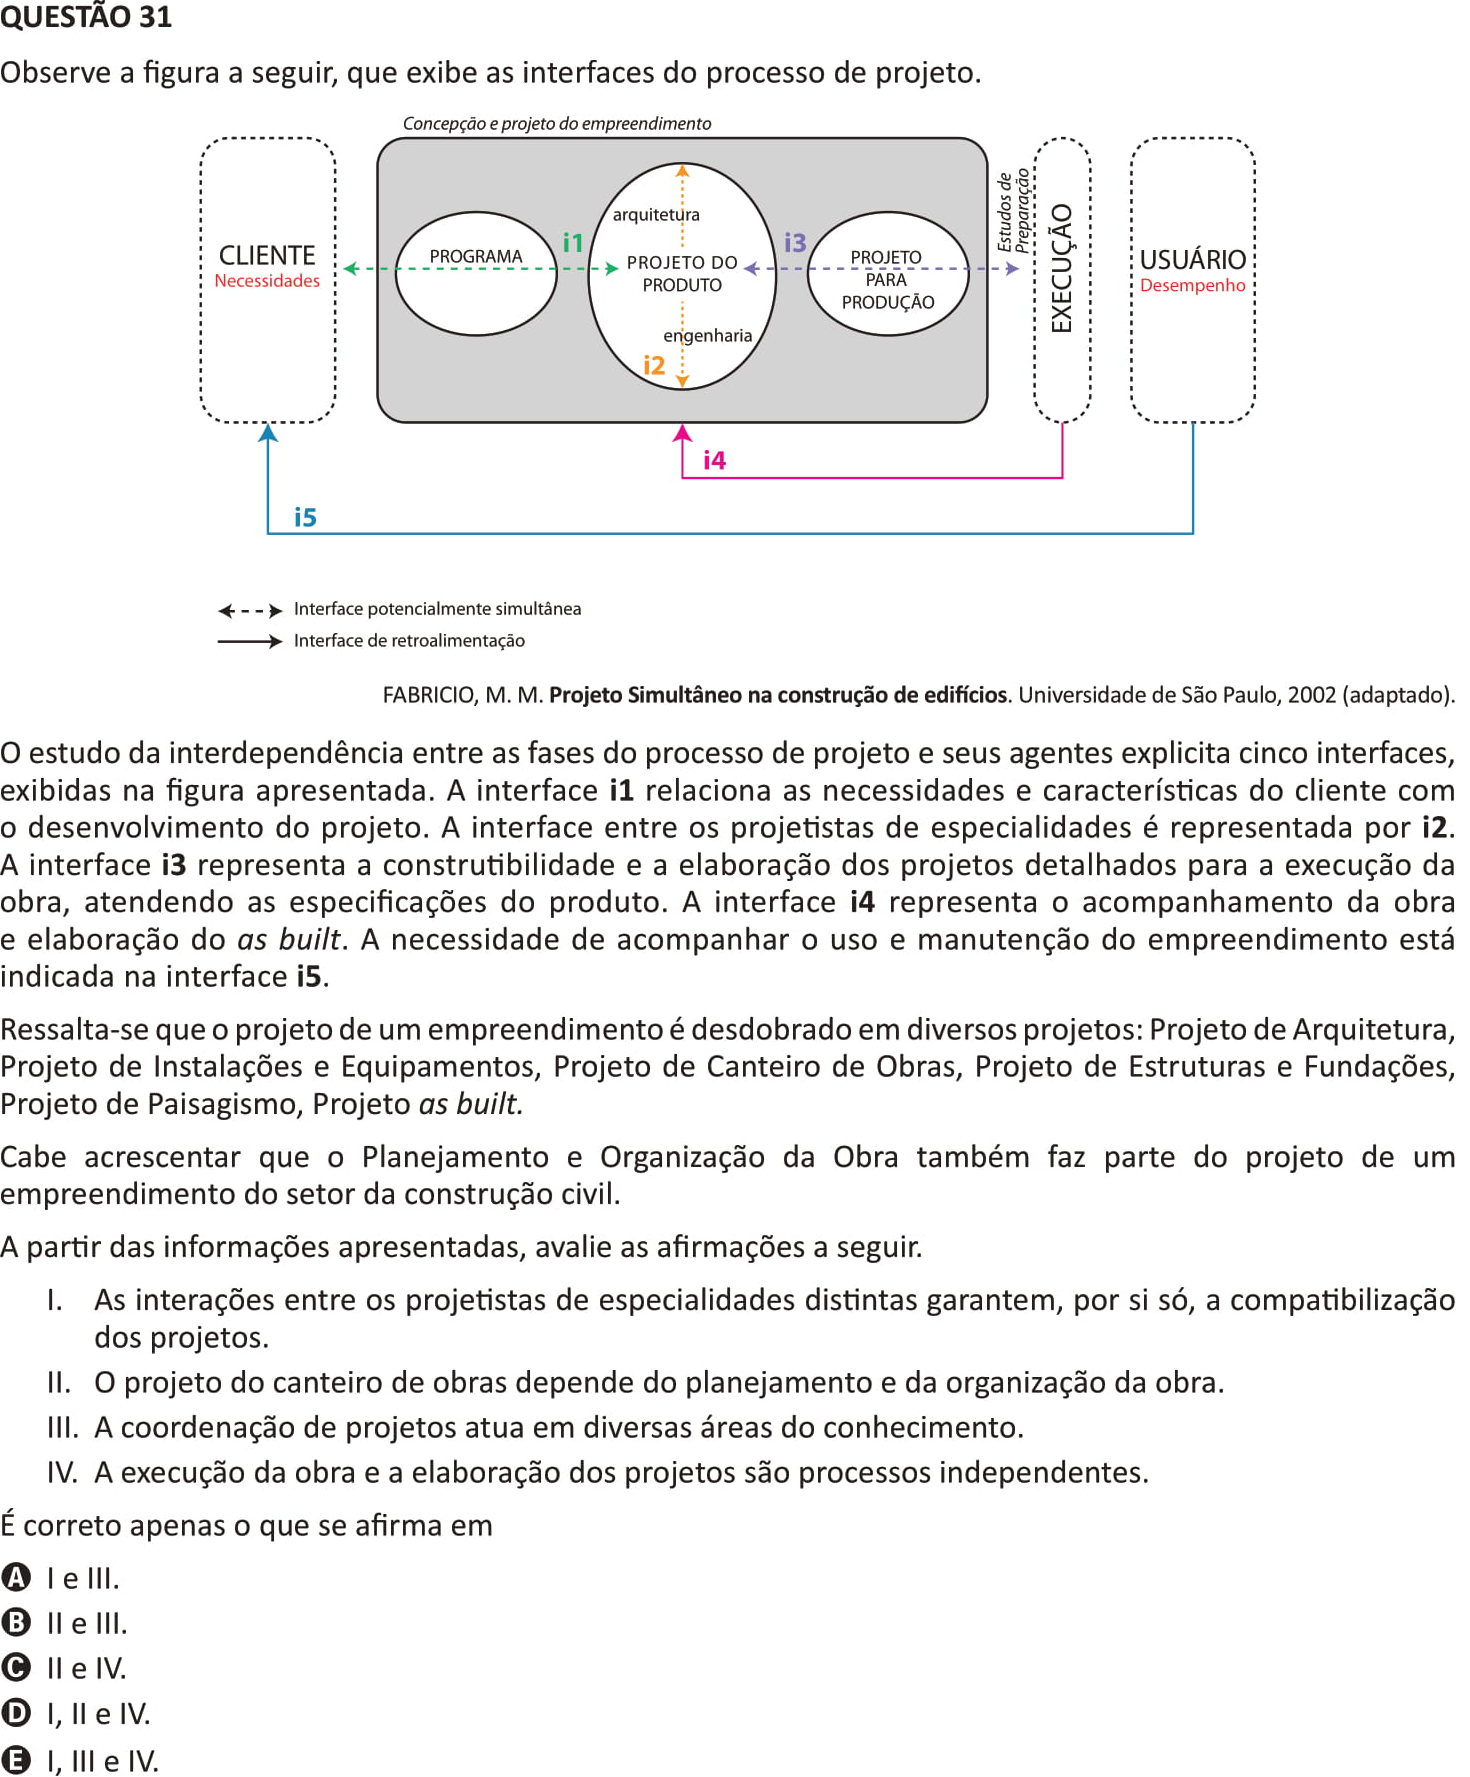 QUESTÃO 31
Observe a figura a seguir, que exibe as interfaces do processo de projeto.
Concepção e projeto do empreendimento
CLIENTE
Necessidades
PROGRAMA
i1
arquitetura
PROJETO DO
PRODUTO
engenharia
i2
i3
PROJETO
PARA
PRODUÇÃO
Estudos de
Preparação
EXECUÇÃO
USUÁRIO
Desempenho
i4
i5
Interface potencialmente simultânea
Interface de retroalimentação
FABRICIO, M. M. Projeto Simultâneo na construção de edifícios. Universidade de São Paulo, 2002 (adaptado).
O estudo da interdependência entre as fases do processo de projeto e seus agentes explicita cinco interfaces,
exibidas na figura apresentada. A interface i1 relaciona as necessidades e características do cliente com
o desenvolvimento do projeto. A interface entre os projetistas de especialidades é representada por i2.
A interface i3 representa a construtibilidade e a elaboração dos projetos detalhados para a execução da
obra, atendendo as especificações do produto. A interface i4 representa o acompanhamento da obra
e elaboração do as built. A necessidade de acompanhar o uso e manutenção do empreendimento está
indicada na interface i5.
Ressalta-se que o projeto de um empreendimento é desdobrado em diversos projetos: Projeto de Arquitetura,
Projeto de Instalações e Equipamentos, Projeto de Canteiro de Obras, Projeto de Estruturas e Fundações,
Projeto de Paisagismo, Projeto as built.
Cabe acrescentar que o Planejamento e Organização da Obra também faz parte do projeto de um
empreendimento do setor da construção civil.
A partir das informações apresentadas, avalie as afirmações a seguir.
I. As interações entre os projetistas de especialidades distintas garantem, por si só, a compatibilização
dos projetos.
II. O projeto do canteiro de obras depende do planejamento e da organização da obra.
III. A coordenação de projetos atua em diversas áreas do conhecimento.
IV. A execução da obra e a elaboração dos projetos são processos independentes.
É correto apenas o que se afirma em
A I e III.
B II e III.
C II e IV.
D I, II e IV.
E I, III e IV.